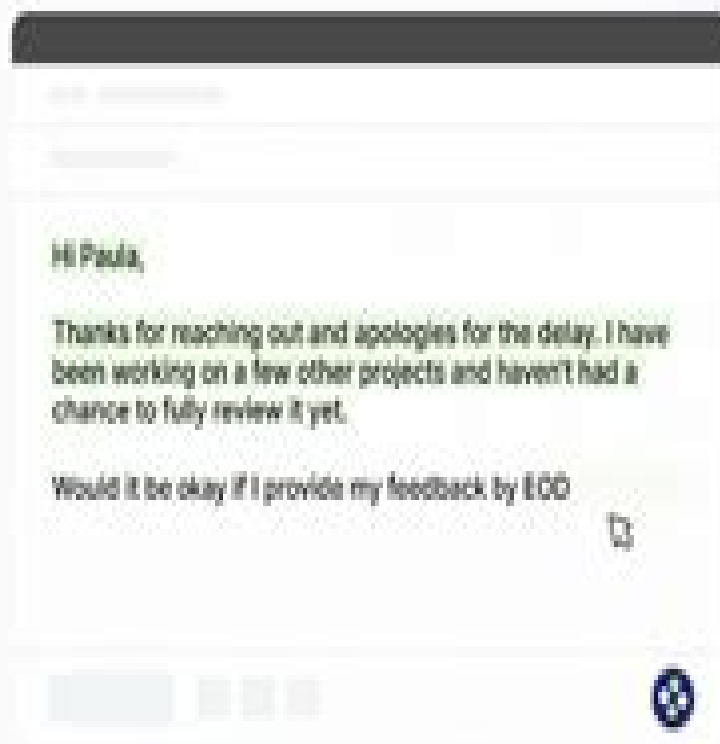 Hi Paula,
Thanks for reaching out and apologies for the delay. I have
been working on a few other projects and haven't had a
chance to fully review it yet.
Would it be okay if I provide my feedback by EOD